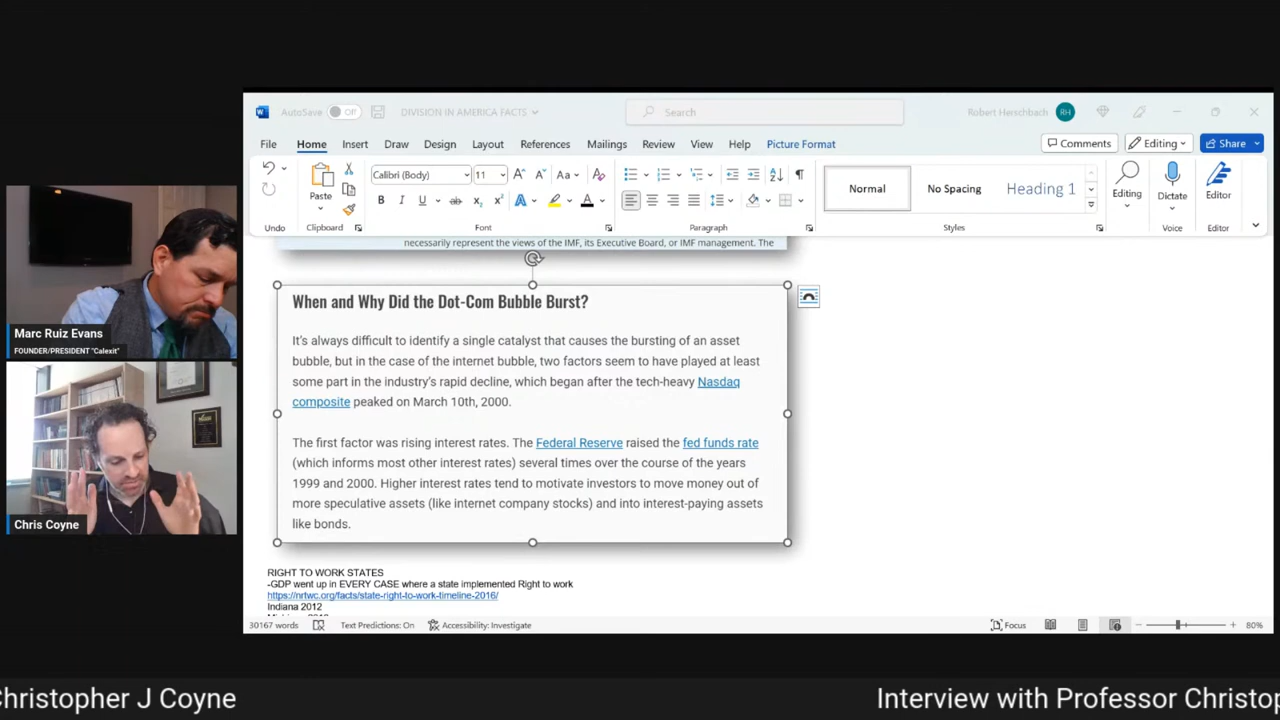 AutoSave Off DIVISION IN AMERICA FACTS Search Robert Herschbach RH
File Home Insert Draw Design Layout References Mailings Review View Help Picture Format Comments Editing Share
Paste Calibri (Body) 11 Aa Normal No Spacing Heading 1 Editing Dictate Editor
Undo Clipboard Font Paragraph Styles Voice Editor
necessarily represent the views of the IMF, its Executive Board, or IMF management. The
When and Why Did the Dot-Com Bubble Burst?
It's always difficult to identify a single catalyst that causes the bursting of an asset
bubble, but in the case of the internet bubble, two factors seem to have played at least
some part in the industry's rapid decline, which began after the tech-heavy Nasdaq
composite peaked on March 10th, 2000.
The first factor was rising interest rates. The Federal Reserve raised the fed funds rate
(which informs most other interest rates) several times over the course of the years
1999 and 2000. Higher interest rates tend to motivate investors to move money out of
more speculative assets (like internet company stocks) and into interest-paying assets
like bonds.
RIGHT TO WORK STATES
-GDP went up in EVERY CASE where a state implemented Right to work
https://nrtwc.org/facts/state-right-to-work-timeline-2016/
Indiana 2012
30167 words Text Predictions: On Accessibility: Investigate Focus 80%
Marc Ruiz Evans
FOUNDER/PRESIDENT "Calexit"
Chris Coyne
Christopher J Coyne Interview with Professor Christop